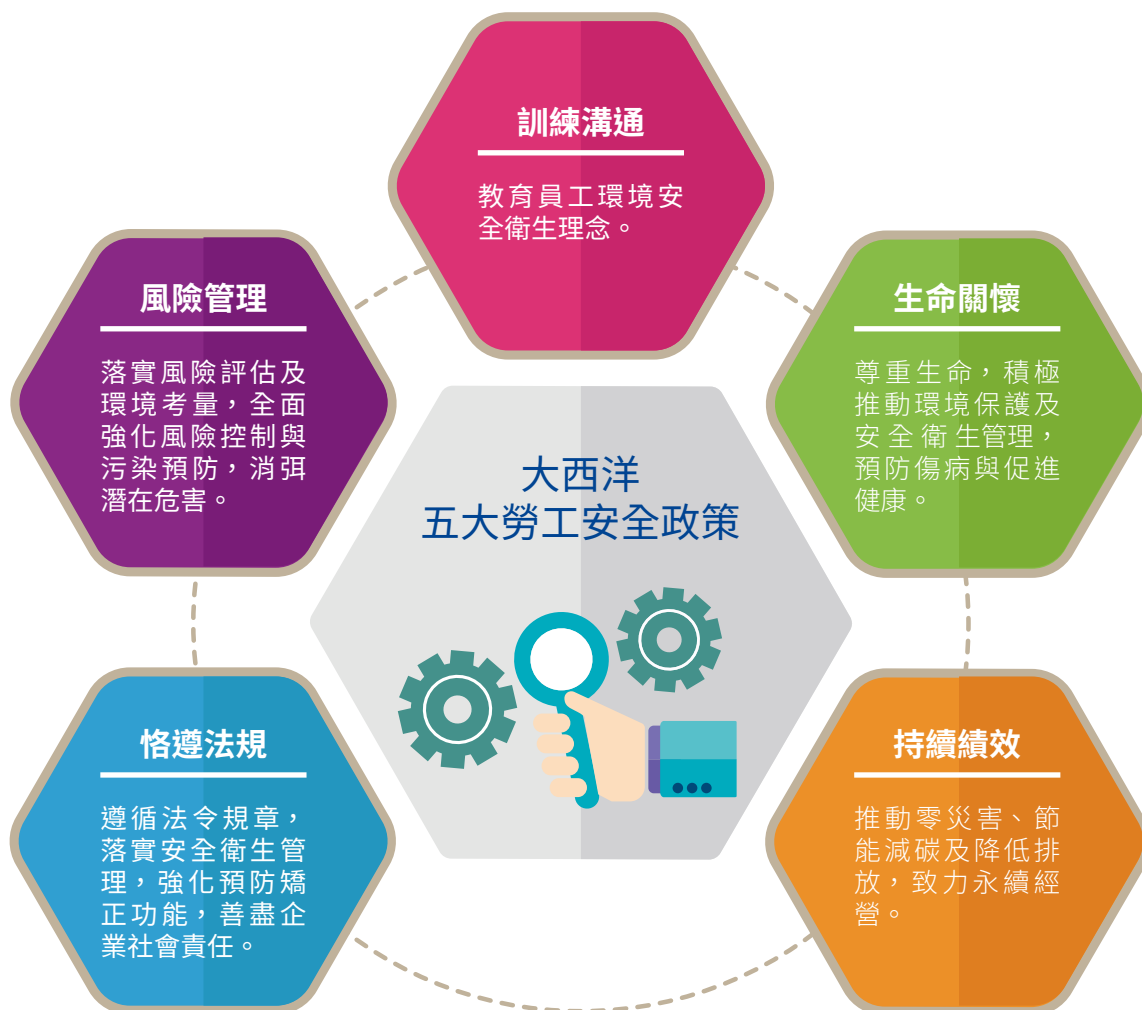 訓練溝通
教育員工環境安
全衛生理念。
風險管理
落實風險評估及
環境考量，全面
強化風險控制與
污染預防，消弭
潛在危害。
生命關懷
尊重生命，積極
推動環境保護及
安全衛生管理，
預防傷病與促進
健康。
大西洋
五大勞工安全政策
恪遵法規
遵循法令規章，
落實安全衛生管
理，強化預防矯
正功能，善盡企
業社會責任。
持續績效
推動零災害、節
能減碳及降低排
放，致力永續經
營。